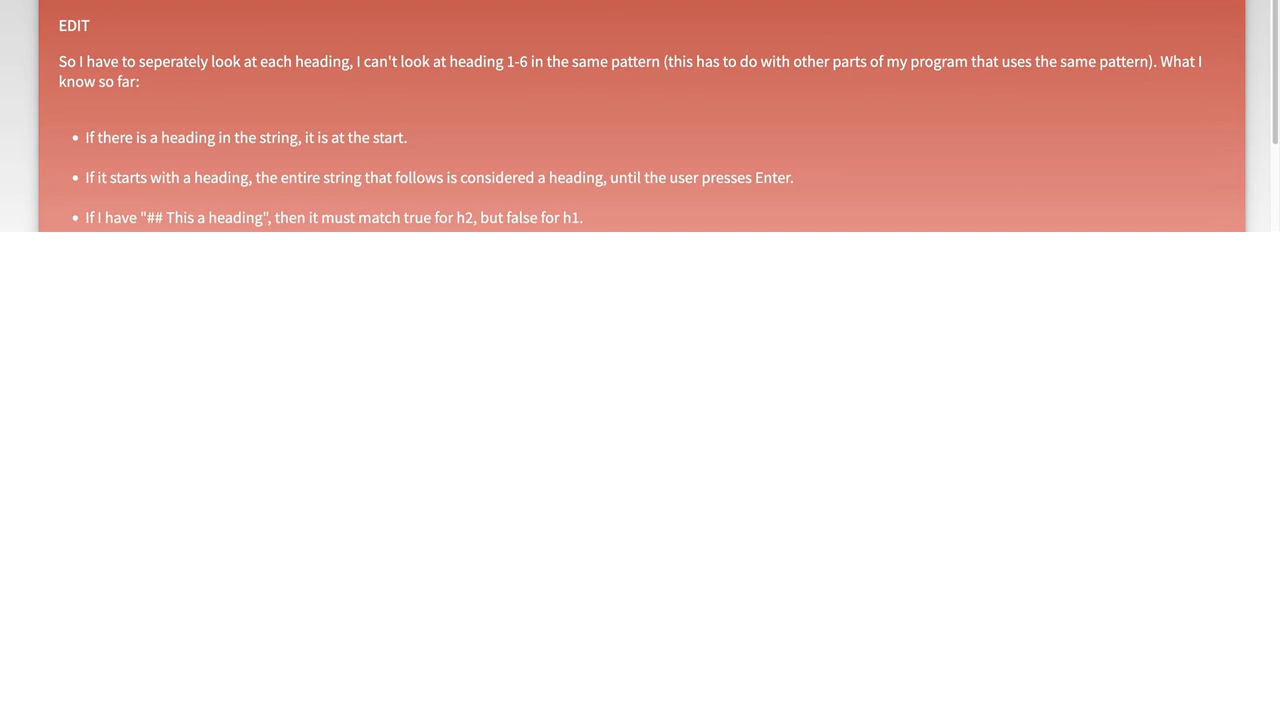 EDIT
So I have to seperately look at each heading, I can't look at heading 1-6 in the same pattern (this has to do with other parts of my program that uses the same pattern). What I
know so far:
• If there is a heading in the string, it is at the start.
• If it starts with a heading, the entire string that follows is considered a heading, until the user presses Enter.
• If I have "## This a heading", then it must match true for h2, but false for h1.